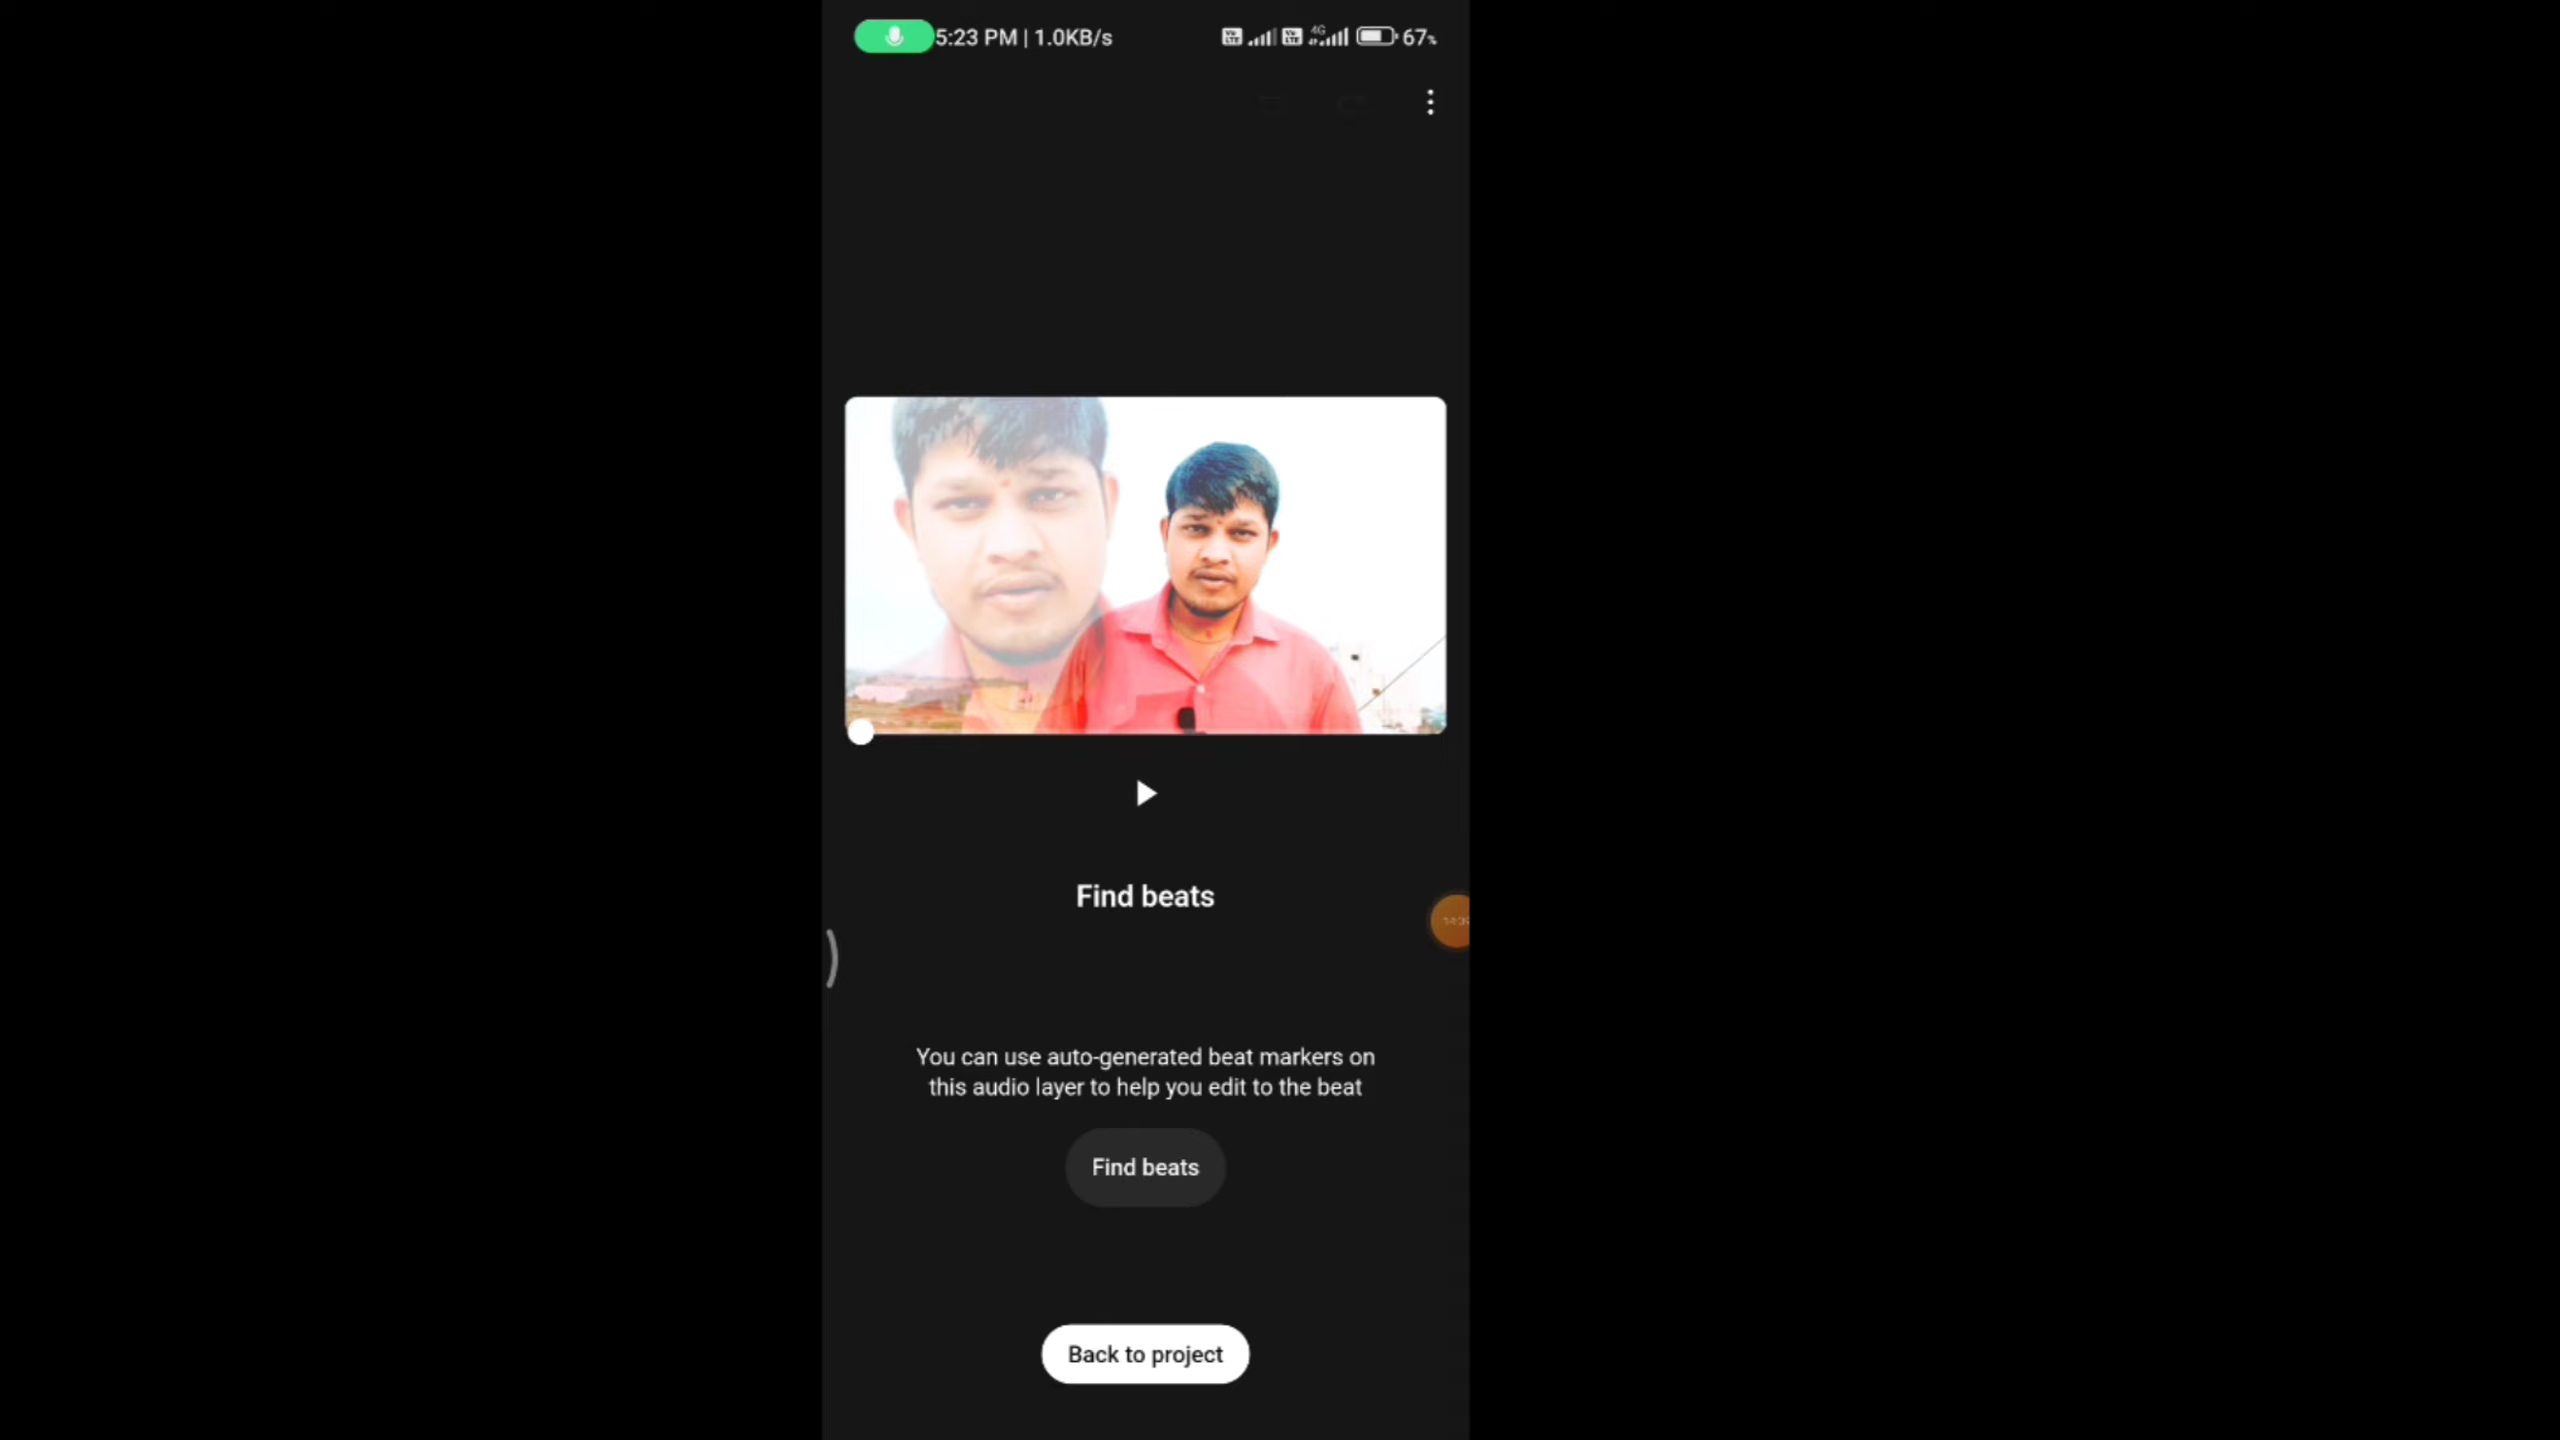 5:23 PM | 1.0KB/s
4G
67%
Find beats
You can use auto-generated beat markers on
this audio layer to help you edit to the beat
Find beats
Back to project